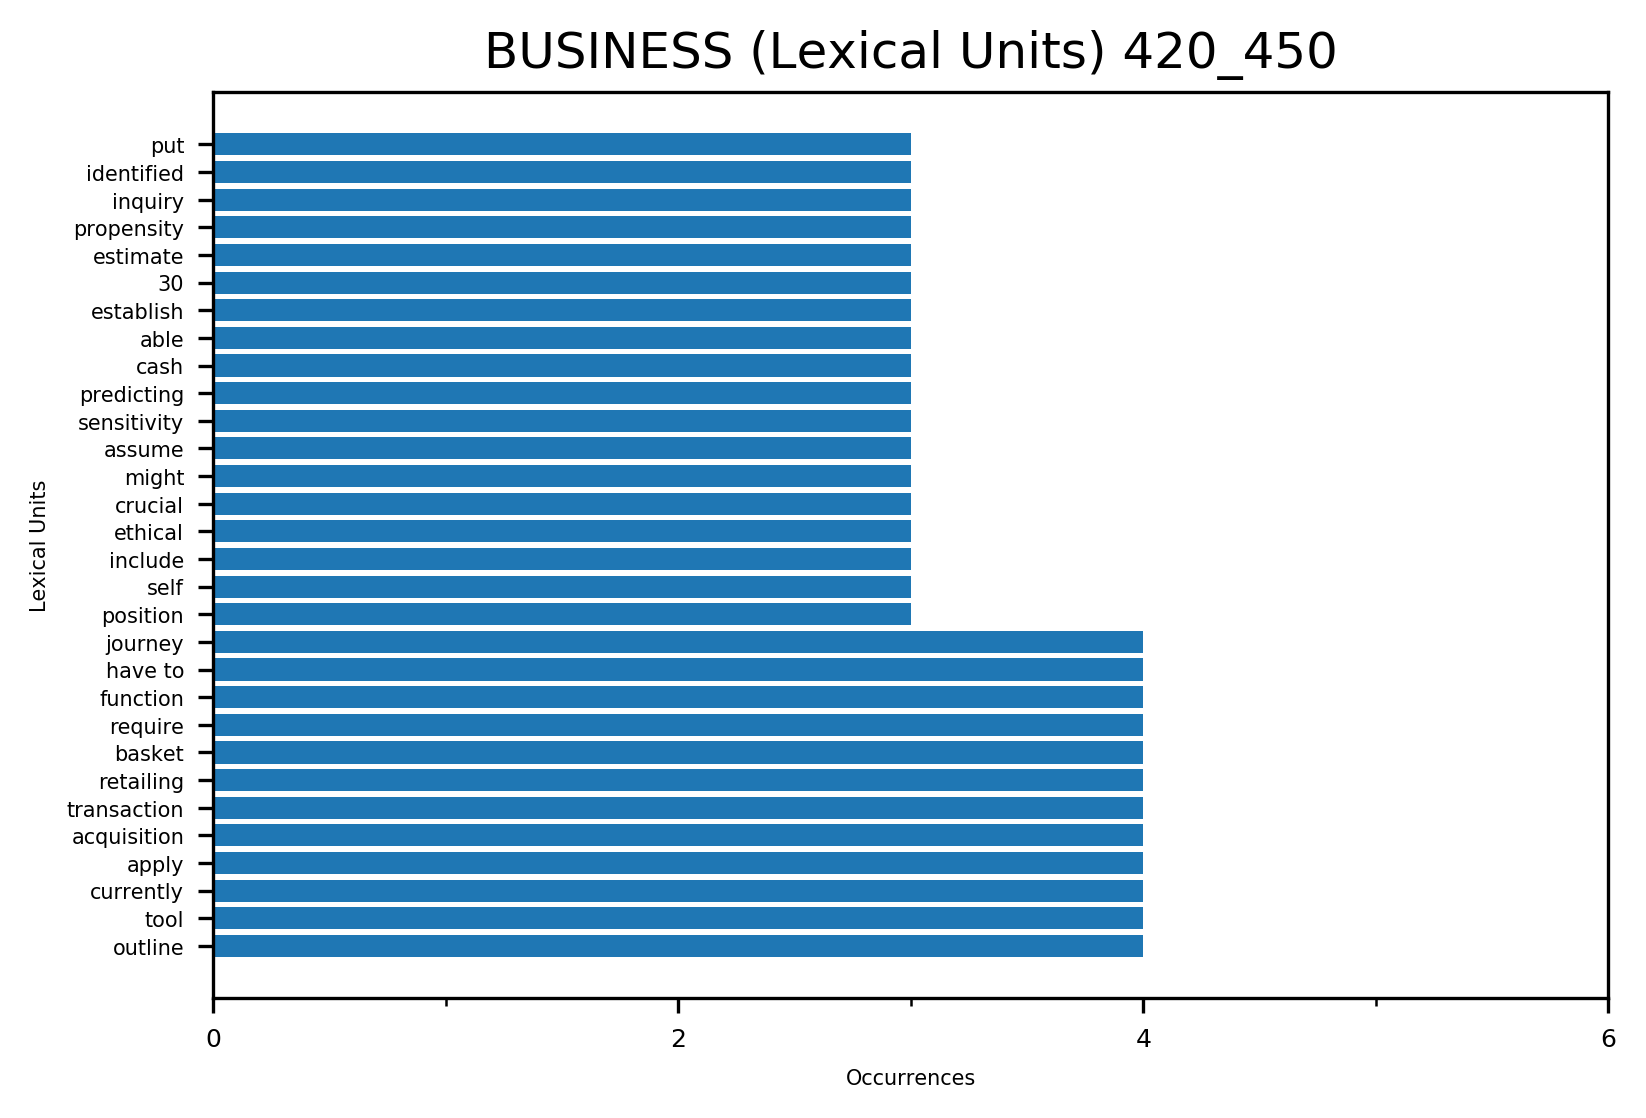 BUSINESS (Lexical Units) 420_450
put
identified
inquiry
propensity
estimate
30
establish
able
cash
predicting
sensitivity
assume
might
crucial
ethical
include
self
position
journey
have to
function
require
basket
retailing
transaction
acquisition
apply
currently
tool
outline
Lexical Units
0 2 4 6
Occurrences